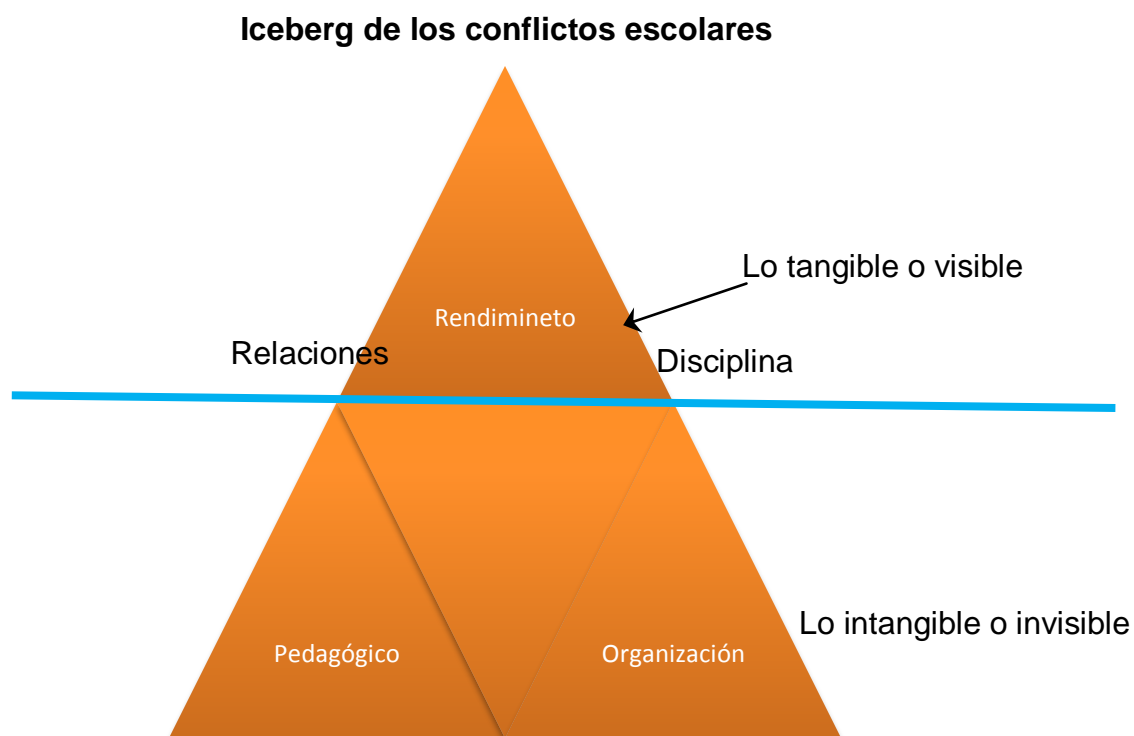 Iceberg de los conflictos escolares
Lo tangible o visible
Rendimineto
Relaciones
Disciplina
Lo intangible o invisible
Pedagógico
Organización